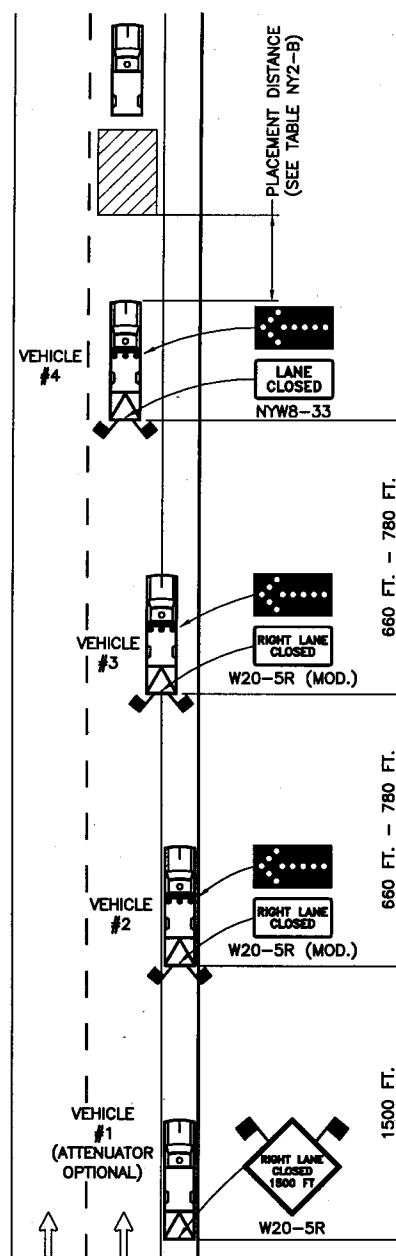 PLACEMENT DISTANCE
(SEE TABLE NY2-B)
VEHICLE
#4
LANE
CLOSED
NYW8-33
660 FT. - 780 FT.
VEHICLE
#3
RIGHT LANE
CLOSED
W20-5R (MOD.)
660 FT. - 780 FT.
VEHICLE
#2
RIGHT LANE
CLOSED
W20-5R (MOD.)
1500 FT.
VEHICLE
#1
(ATTENUATOR
OPTIONAL)
RIGHT LANE
CLOSED
1500 FT
W20-5R